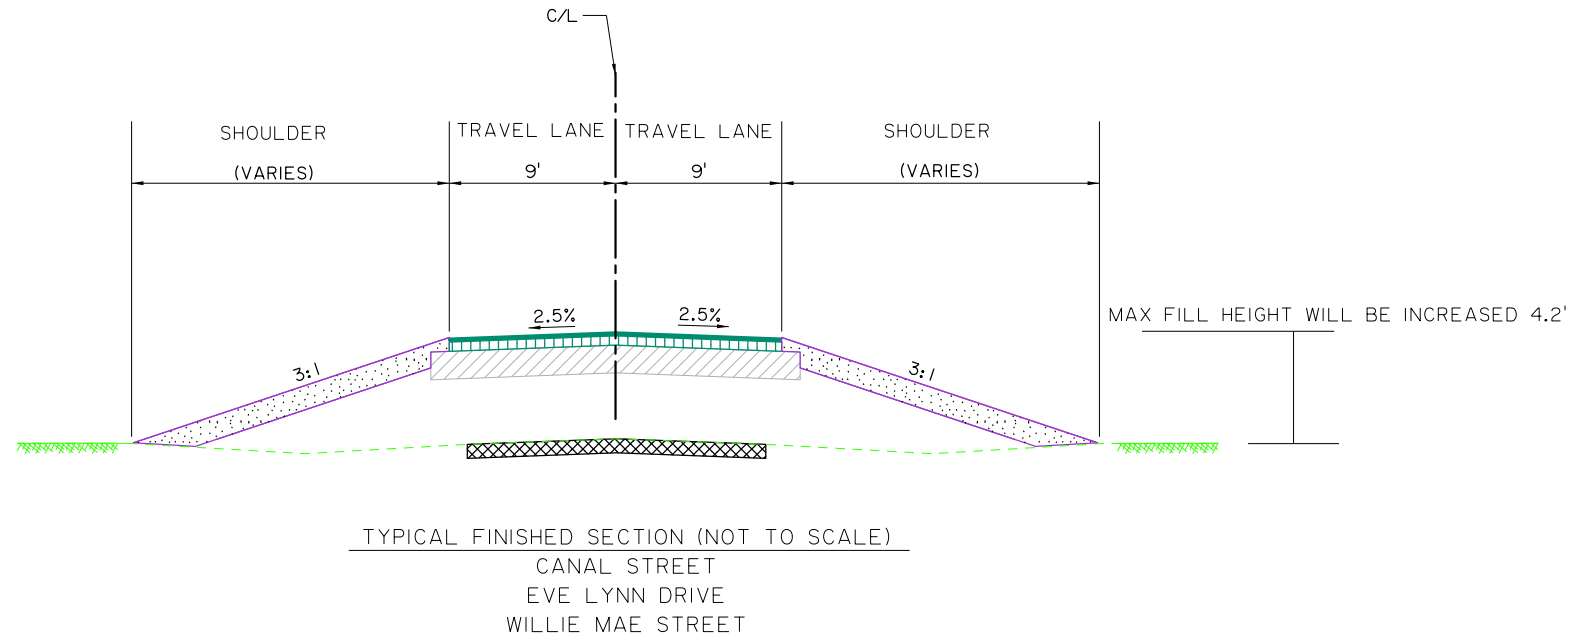 C/L
SHOULDER
TRAVEL LANE
TRAVEL LANE
SHOULDER
(VARIES)
9'
9'
(VARIES)
2.5%
2.5%
MAX FILL HEIGHT WILL BE INCREASED 4.2'
3:1
3:1
TYPICAL FINISHED SECTION (NOT TO SCALE)
CANAL STREET
EVE LYNN DRIVE
WILLIE MAE STREET